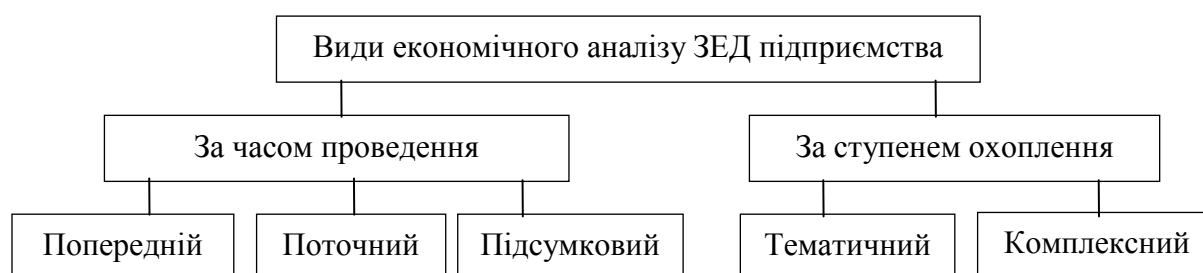 Види економічного аналізу ЗЕД підприємства
За часом проведення
За ступенем охоплення
Попередній
Поточний
Підсумковий
Тематичний
Комплексний